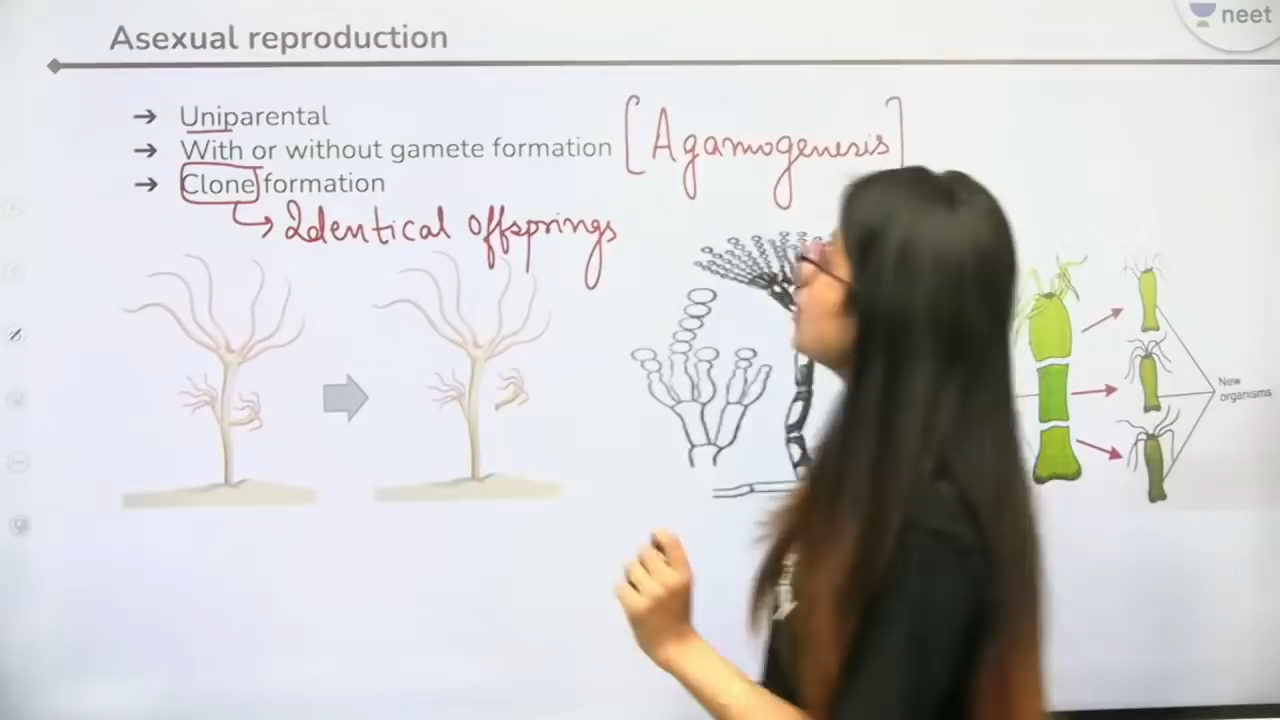 Asexual reproduction
neet
➔ Uniparental
➔ With or without gamete formation [Agamogenesis]
➔ Clone formation
↳ Identical offsprings
New
organisms